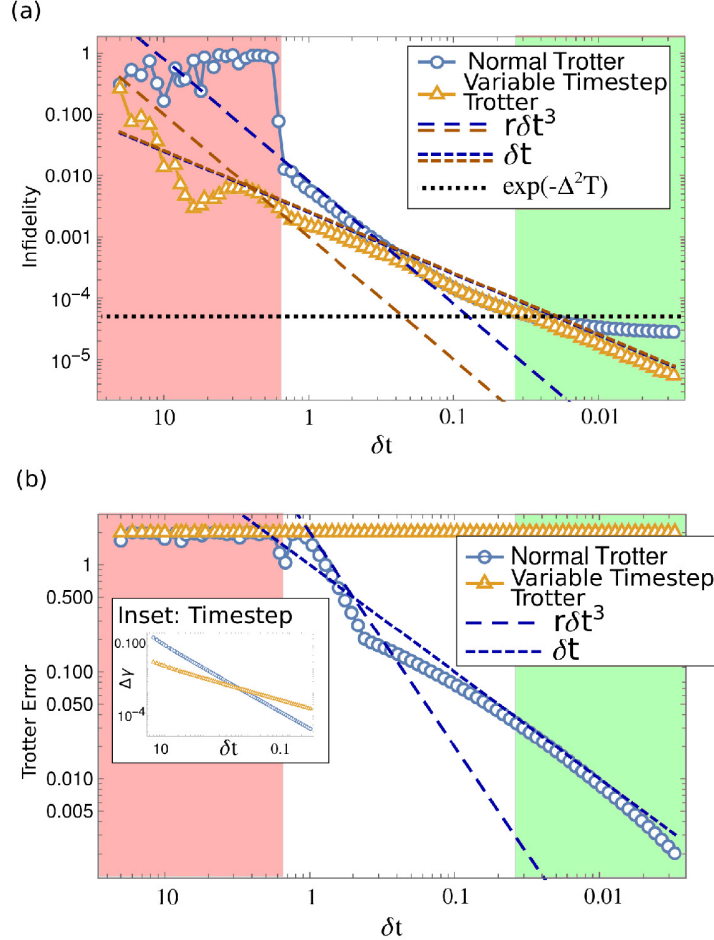 (a)
1
0.100
0.010
0.001
10⁻⁴
10⁻⁵
Infidelity
Normal Trotter
Variable Timestep
Trotter
rδt³
δt
exp(-Δ²T)
10 1 0.1 0.01
δt
(b)
1
0.500
0.100
0.050
0.010
0.005
Trotter Error
Normal Trotter
Variable Timestep
Trotter
rδt³
δt
Inset: Timestep
0.100
Δγ
10⁻⁴
10 δt 0.1
10 1 0.1 0.01
δt